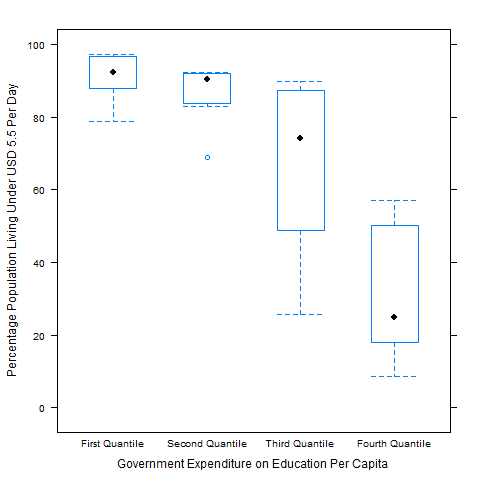 Percentage Population Living Under USD 5.5 Per Day
100
80
60
40
20
0
First Quantile Second Quantile Third Quantile Fourth Quantile
Government Expenditure on Education Per Capita